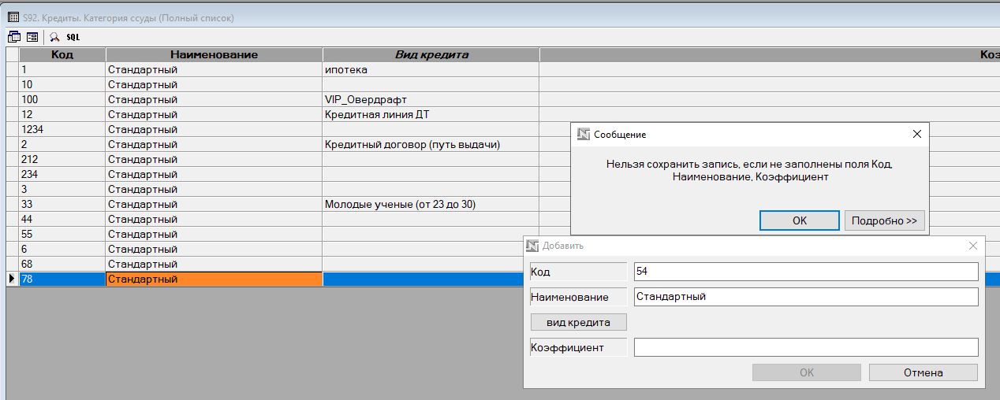 S92. Кредиты. Категория ссуды (Полный список)
SQL
Код Наименование Вид кредита Коэ
1 Стандартный ипотека
10 Стандартный
100 Стандартный VIP_Овердрафт
12 Стандартный Кредитная линия ДТ
1234 Стандартный
2 Стандартный Кредитный договор (путь выдачи)
212 Стандартный
234 Стандартный
3 Стандартный
33 Стандартный Молодые ученые (от 23 до 30)
44 Стандартный
55 Стандартный
6 Стандартный
68 Стандартный
78 Стандартный
Сообщение
Нельзя сохранить запись, если не заполнены поля Код,
Наименование, Коэффициент
OK Подробно >>
Добавить
Код 54
Наименование Стандартный
вид кредита
Коэффициент
OK Отмена